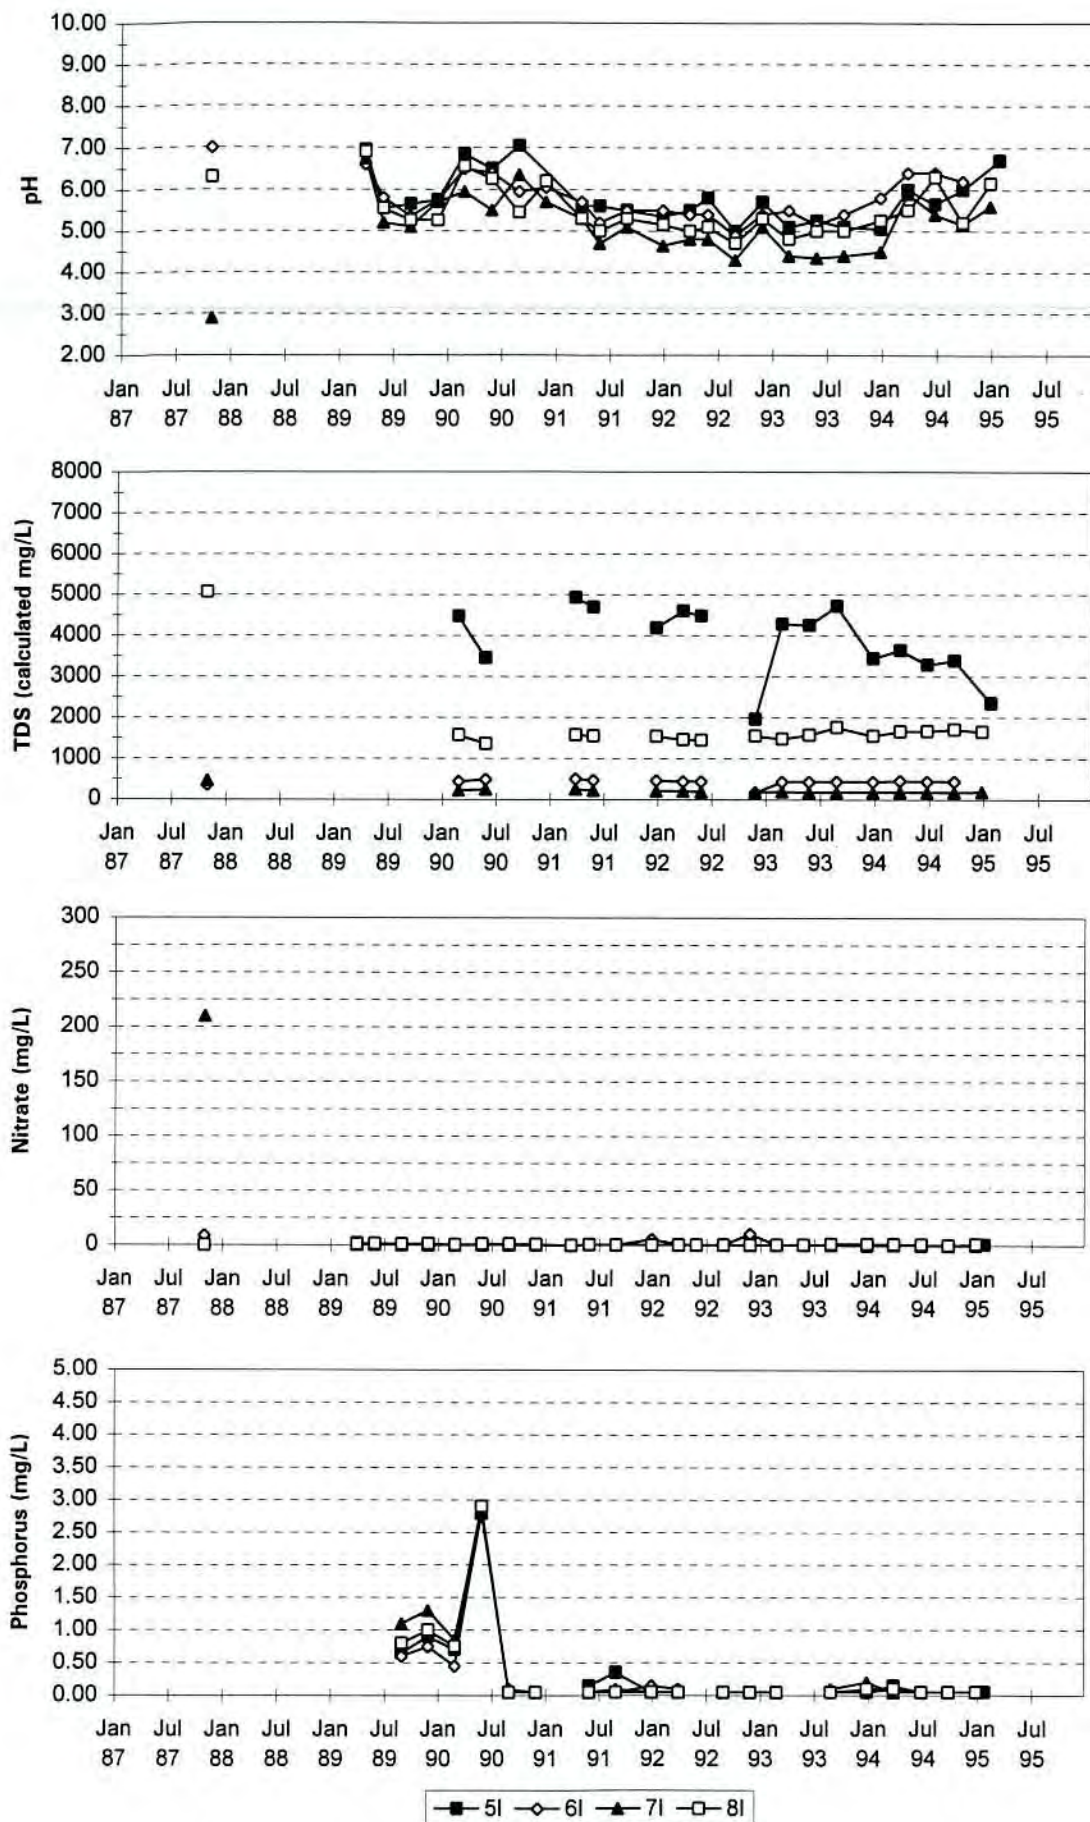 10.00
9.00
8.00
7.00
6.00
5.00
4.00
3.00
2.00
pH
Jan Jul Jan Jul Jan Jul Jan Jul Jan Jul Jan Jul Jan Jul Jan Jul Jan Jul
87 87 88 88 89 89 90 90 91 91 92 92 93 93 94 94 95 95
8000
7000
6000
5000
4000
3000
2000
1000
0
TDS (calculated mg/L)
Jan Jul Jan Jul Jan Jul Jan Jul Jan Jul Jan Jul Jan Jul Jan Jul Jan Jul
87 87 88 88 89 89 90 90 91 91 92 92 93 93 94 94 95 95
300
250
200
150
100
50
0
Nitrate (mg/L)
Jan Jul Jan Jul Jan Jul Jan Jul Jan Jul Jan Jul Jan Jul Jan Jul Jan Jul
87 87 88 88 89 89 90 90 91 91 92 92 93 93 94 94 95 95
5.00
4.50
4.00
3.50
3.00
2.50
2.00
1.50
1.00
0.50
0.00
Phosphorus (mg/L)
Jan Jul Jan Jul Jan Jul Jan Jul Jan Jul Jan Jul Jan Jul Jan Jul Jan Jul
87 87 88 88 89 89 90 90 91 91 92 92 93 93 94 94 95 95
5I 6I 7I 8I